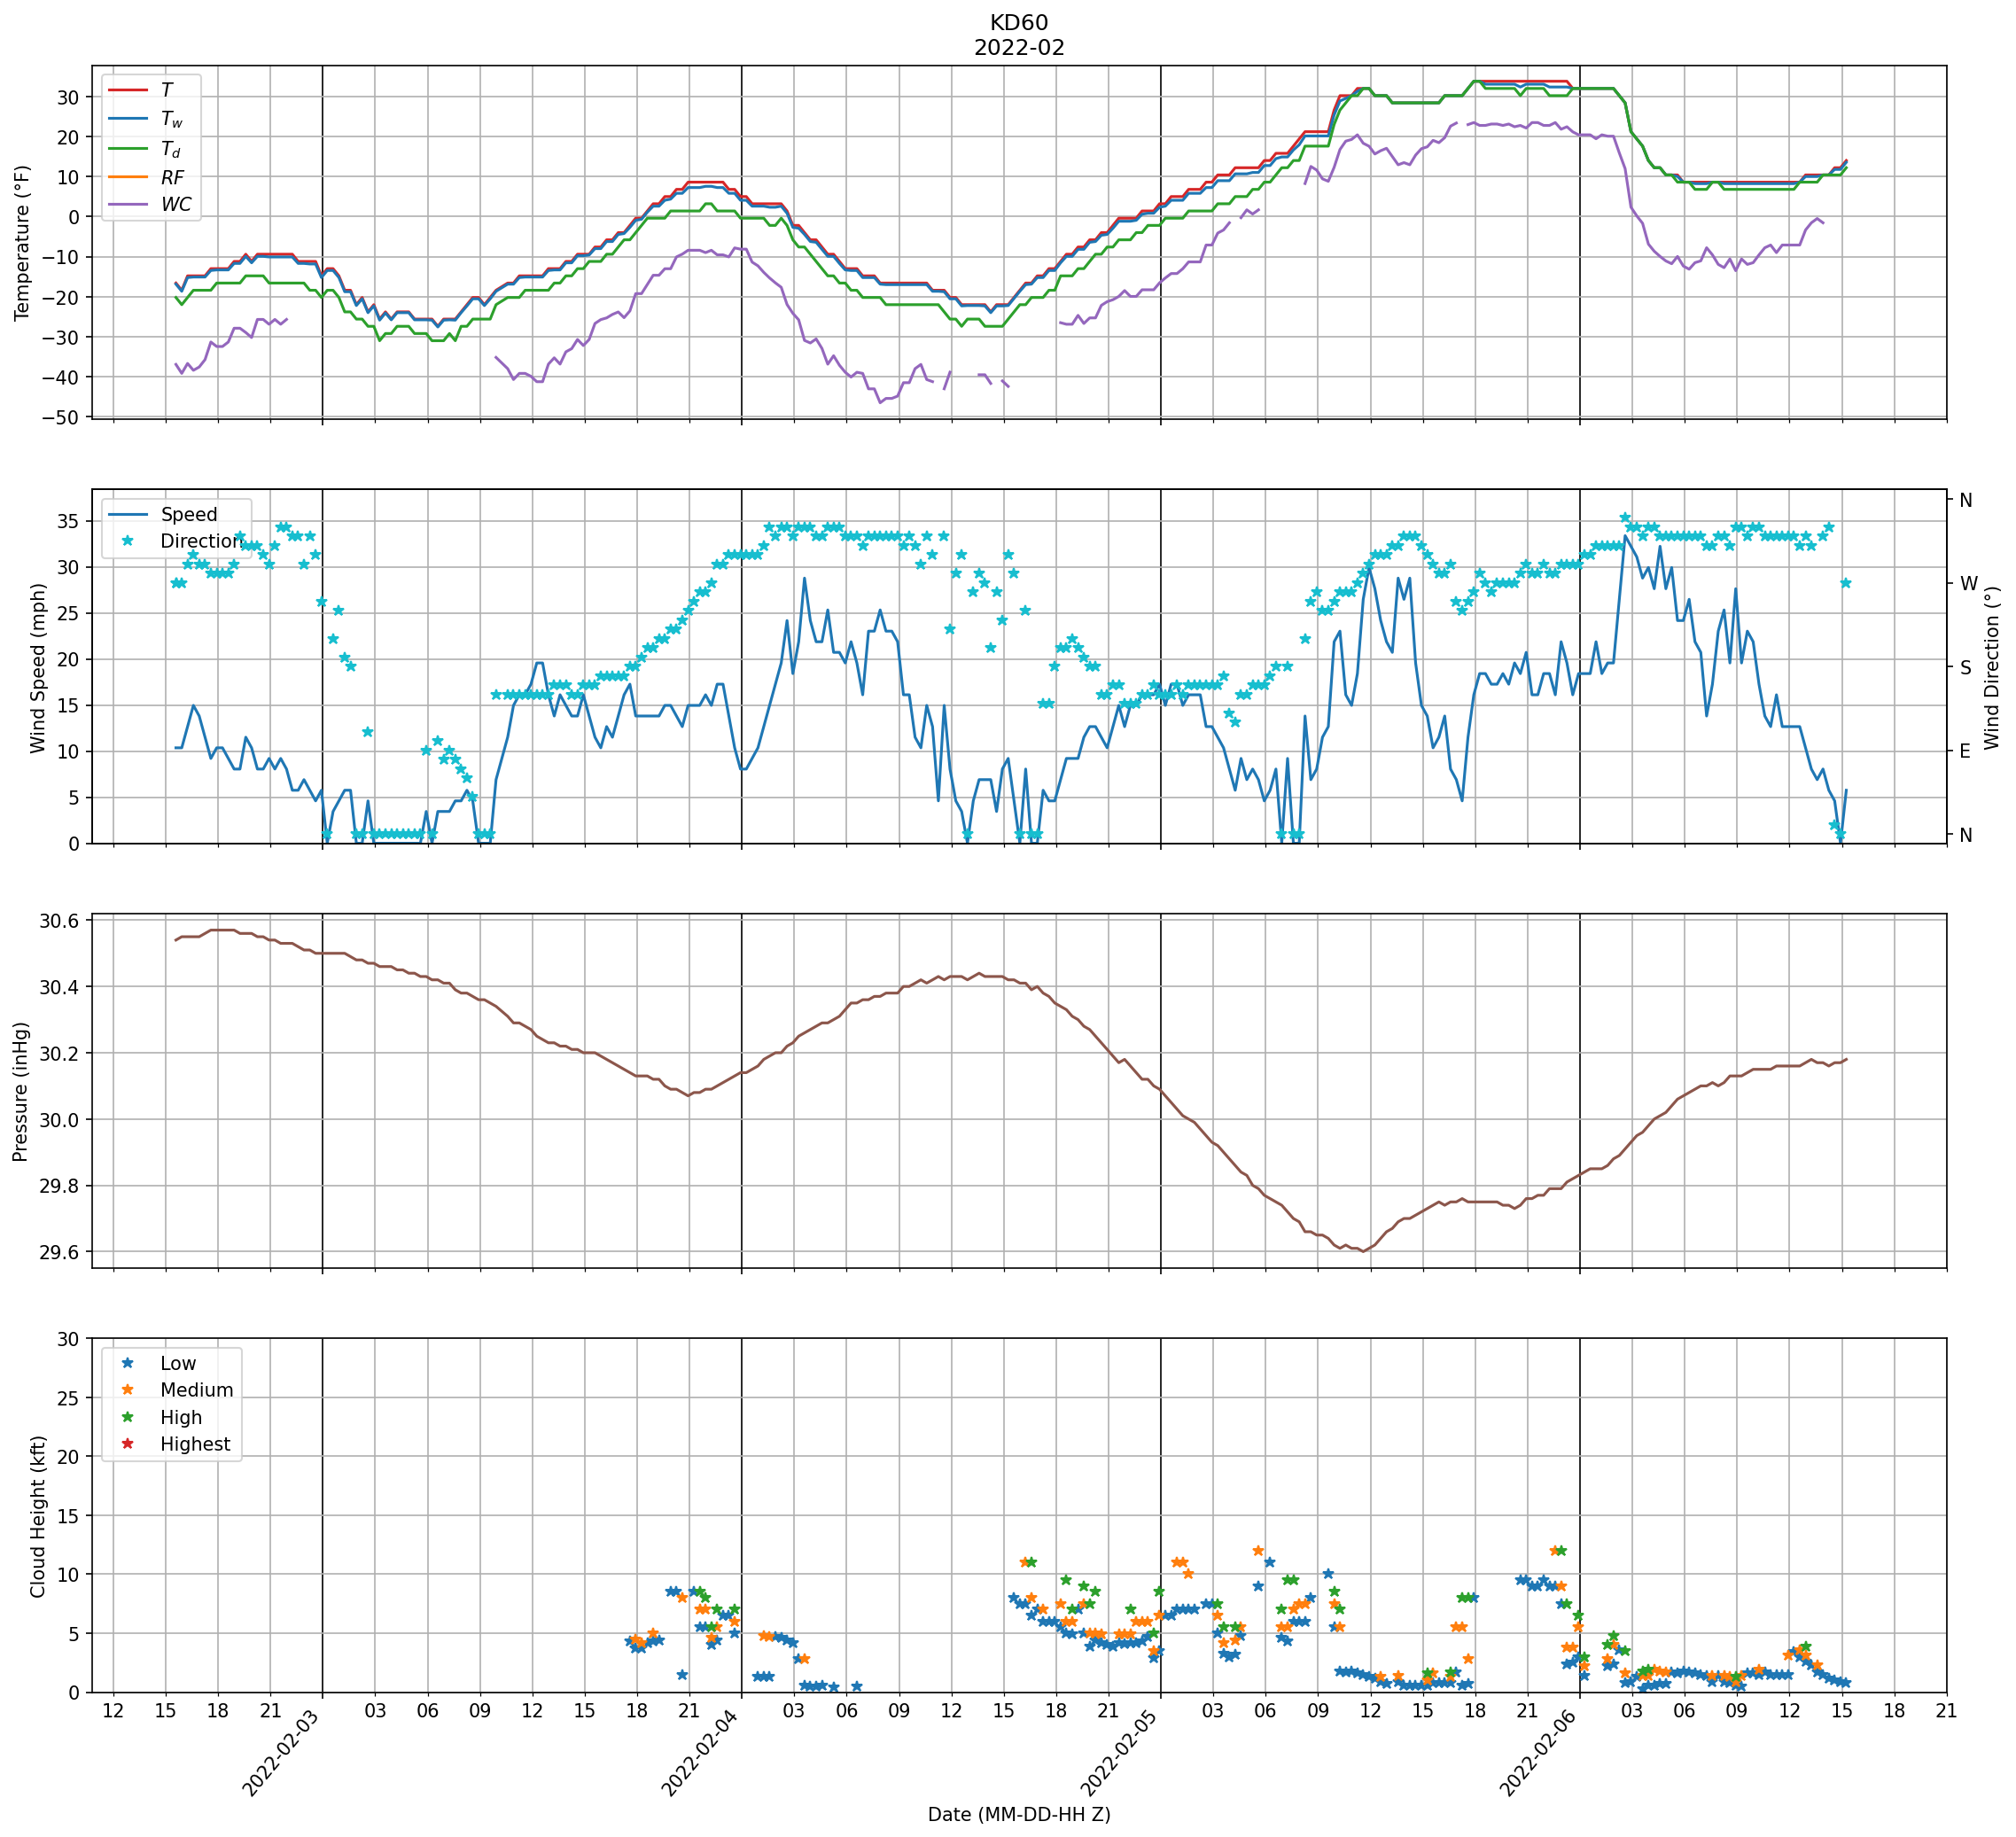 KD60
2022-02
Temperature (°F)
30
20
10
0
−10
−20
−30
−40
−50
T
T_w
T_d
RF
WC
Wind Speed (mph)
35
30
25
20
15
10
5
0
Speed
Direction
N
W
S
E
N
Wind Direction (°)
Pressure (inHg)
30.6
30.4
30.2
30.0
29.8
29.6
Cloud Height (kft)
30
25
20
15
10
5
0
Low
Medium
High
Highest
12 15 2022-02-03 03 06 09 12 15 18 21 2022-02-04 03 06 09 12 15 18 21 2022-02-05 03 06 09 12 15 18 21 2022-02-06 03 06 09 12 15 18 21
Date (MM-DD-HH Z)